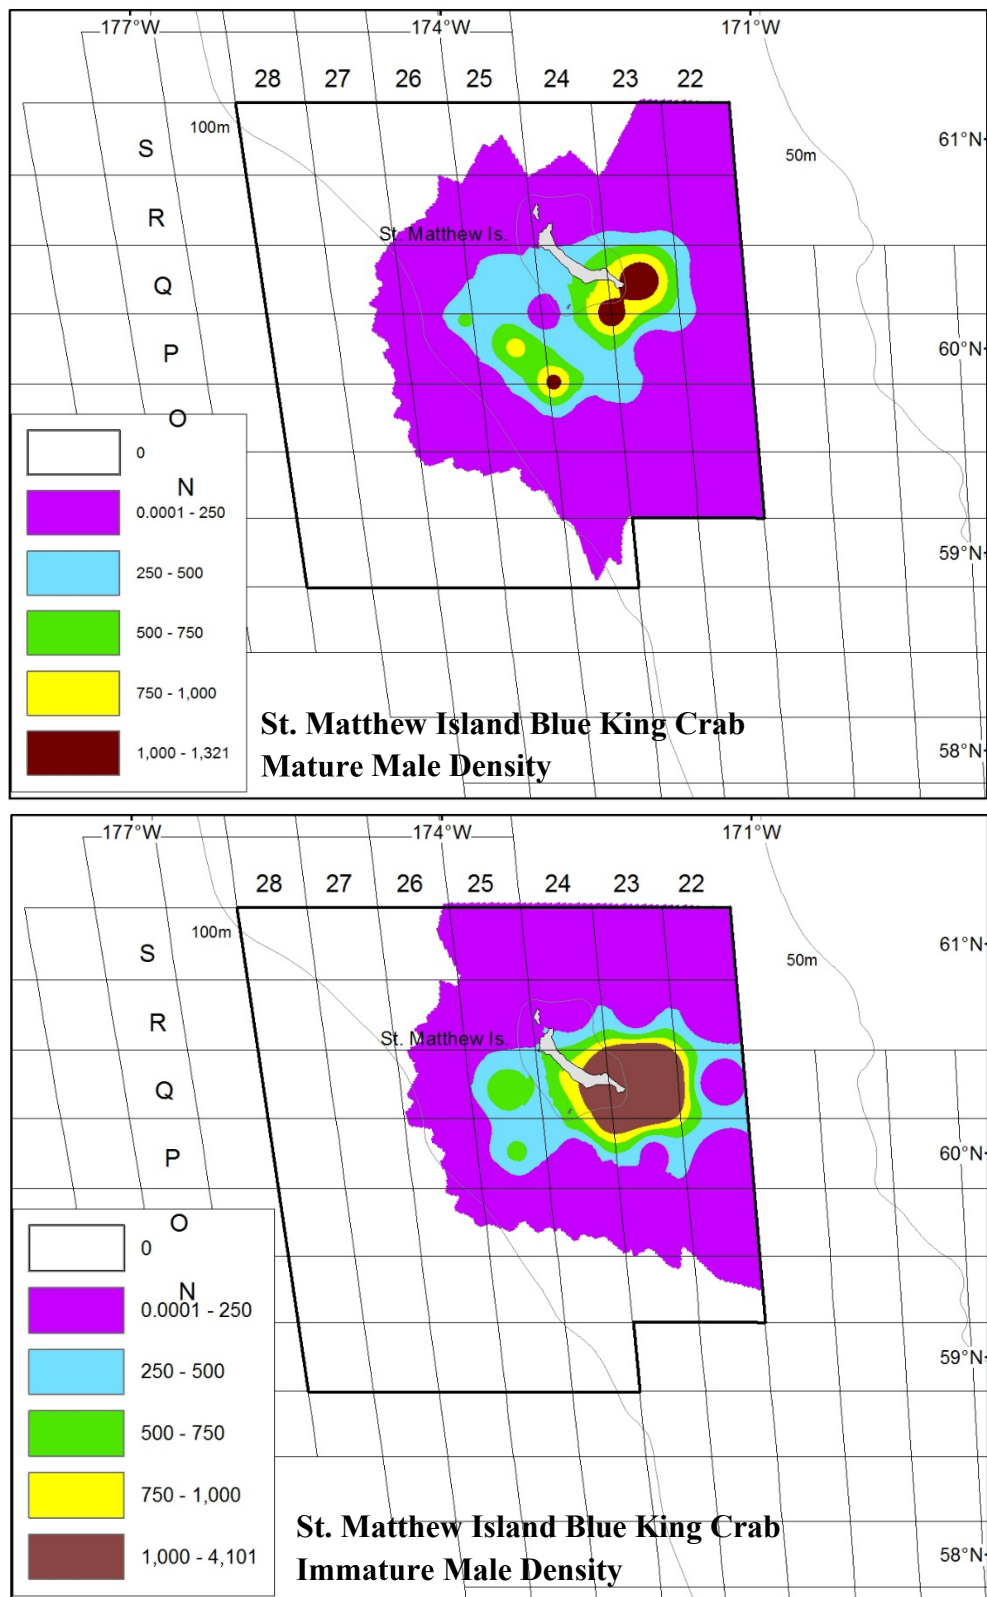 177°W 174°W 171°W
28 27 26 25 24 23 22
100m
50m
61°N
S
R
St. Matthew Is.
Q
60°N
P
O
0
N
0.0001 - 250
59°N
250 - 500
500 - 750
750 - 1,000
1,000 - 1,321
58°N
St. Matthew Island Blue King Crab
Mature Male Density
177°W 174°W 171°W
28 27 26 25 24 23 22
100m
50m
61°N
S
R
St. Matthew Is.
Q
60°N
P
O
0
N
0.0001 - 250
59°N
250 - 500
500 - 750
750 - 1,000
1,000 - 4,101
58°N
St. Matthew Island Blue King Crab
Immature Male Density